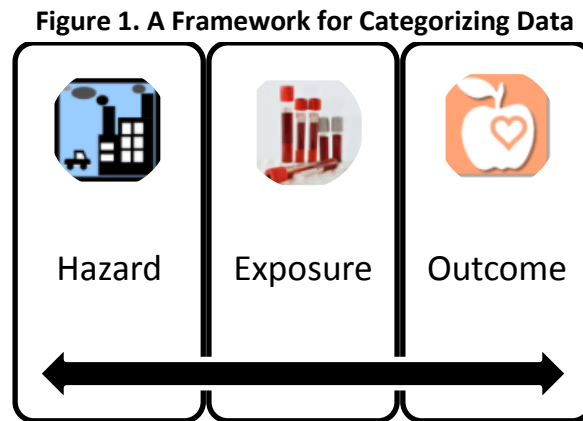 Figure 1. A Framework for Categorizing Data
Hazard
Exposure
Outcome